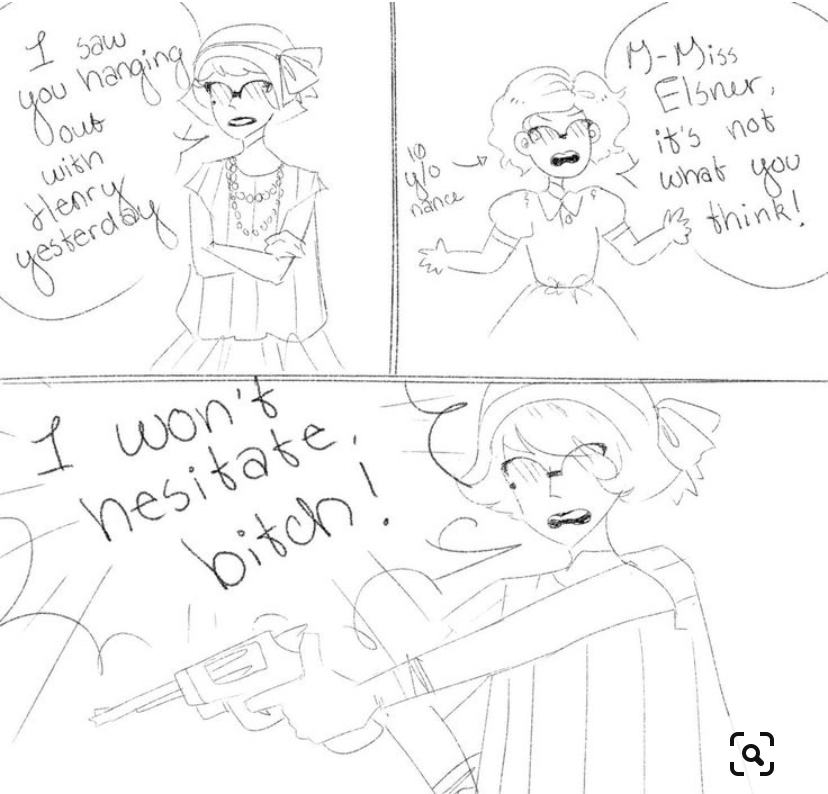 I saw
you hanging
out
with
Henry
yesterday
M-Miss
Elsner,
it's not
what you
think!
10
y/o
nance
I won't
hesitate,
bitch!